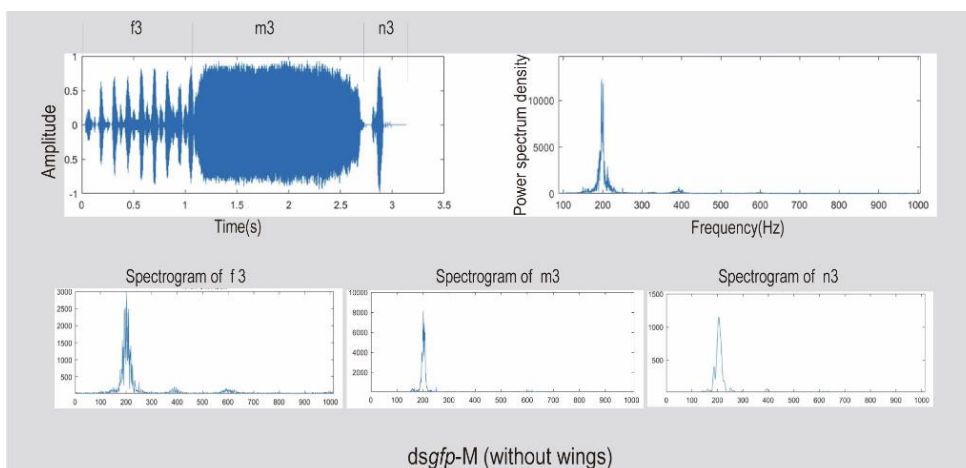 f3 m3 n3
Amplitude
1
0.5
0
0.5
-1
0 0.5 1 1.5 2 2.5 3 3.5
Time(s)
Power spectrum density
10000
5000
0
100 200 300 400 500 600 700 800 900 1000
Frequency(Hz)
Spectrogram of f 3
3000
2500
2000
1500
1000
500
0 100 200 300 400 500 600 700 800 900 1000
Spectrogram of m3
10000
8000
6000
4000
2000
0 100 200 300 400 500 600 700 800 900 1000
Spectrogram of n3
1500
1000
500
0 100 200 300 400 500 600 700 800 900 1000
dsgfp-M (without wings)